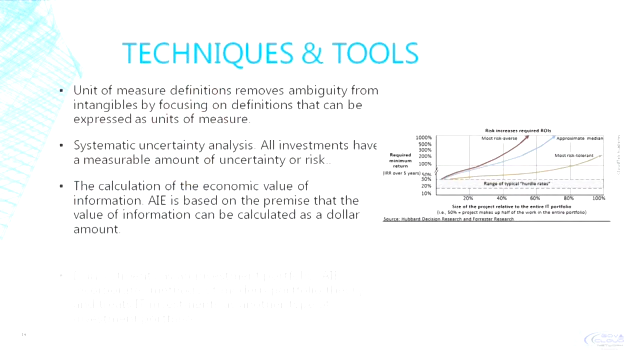 TECHNIQUES & TOOLS
• Unit of measure definitions removes ambiguity from
intangibles by focusing on definitions that can be
expressed as units of measure.
• Systematic uncertainty analysis. All investments have
a measurable amount of uncertainty or risk..
• The calculation of the economic value of
information. AIE is based on the premise that the
value of information can be calculated as a dollar
amount.
Risk increases required ROIs
Required
minimum
return
(IRR over 5 years)
1000%
500%
300%
200%
100%
50%
30%
20%
10%
Most risk-averse
Approximate median
Most risk-tolerant
Range of typical "hurdle rates"
20% 40% 60% 80% 100%
Size of the project relative to the entire IT portfolio
(i.e., 50% = project makes up half of the work in the entire portfolio)
Source: Hubbard Decision Research and Forrester Research